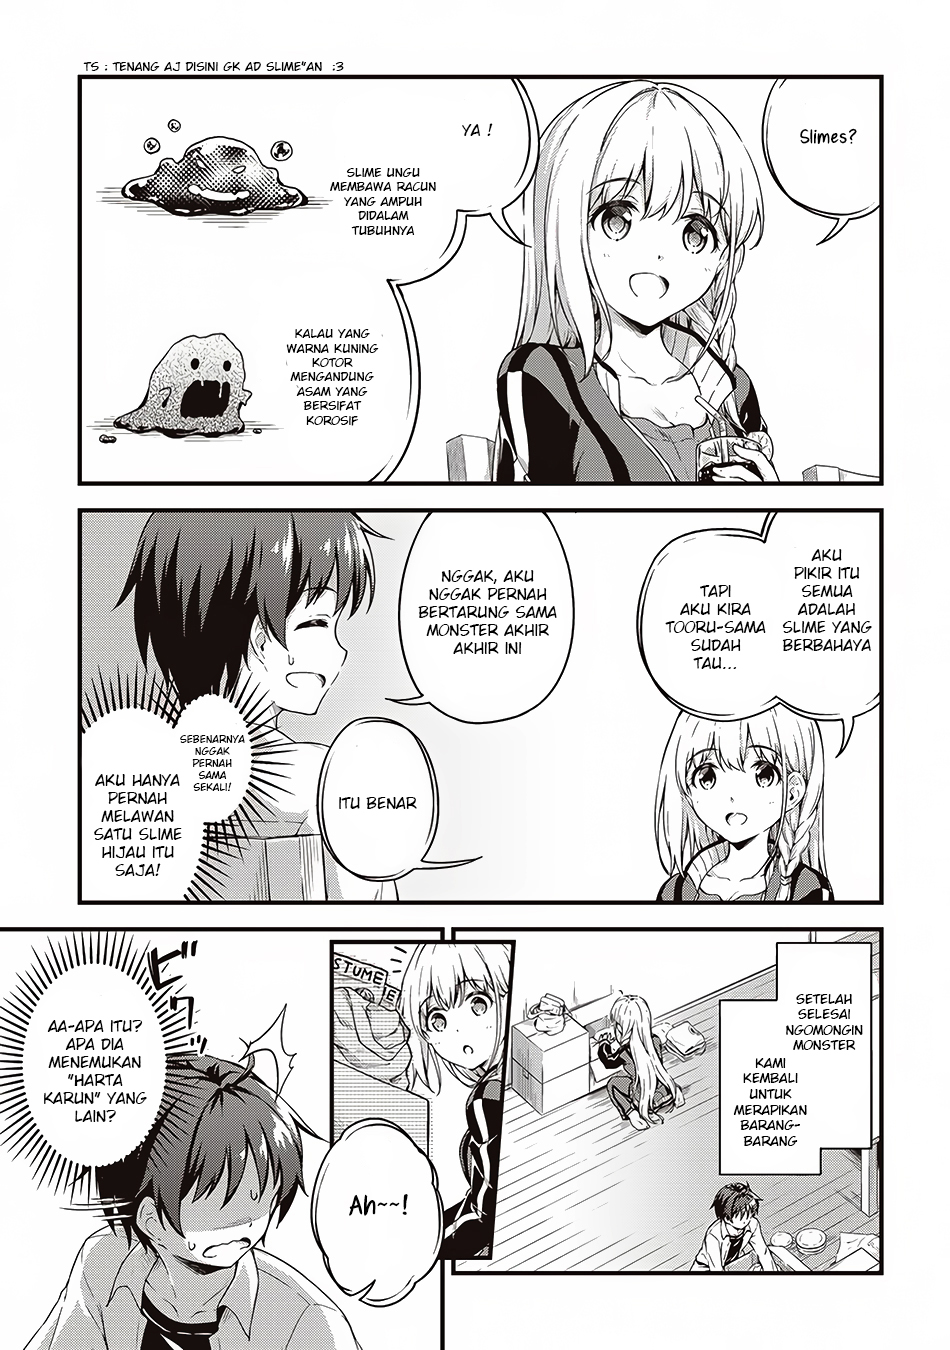 TS : TENANG AJ DISINI GK AD SLIME"AN :3
Slimes?
YA !
SLIME UNGU
MEMBAWA RACUN
YANG AMPUH
DIDALAM
TUBUHNYA
KALAU YANG
WARNA KUNING
KOTOR
MENGANDUNG
ASAM YANG
BERSIFAT
KOROSIF
AKU
PIKIR ITU
SEMUA
ADALAH
SLIME YANG
BERBAHAYA
TAPI
AKU KIRA
TOORU-SAMA
SUDAH
TAU...
NGGAK, AKU
NGGAK PERNAH
BERTARUNG SAMA
MONSTER AKHIR
AKHIR INI
ITU BENAR
SEBENARNYA
NGGAK
PERNAH
SAMA
SEKALI!
AKU HANYA
PERNAH
MELAWAN
SATU SLIME
HIJAU ITU
SAJA!
SETELAH
SELESAI
NGOMONGIN
MONSTER
KAMI
KEMBALI
UNTUK
MERAPIKAN
BARANG-
BARANG
STUME
E
Ah~~!
ビクッ
AA-APA ITU?
APA DIA
MENEMUKAN
"HARTA
KARUN" YANG
LAIN?